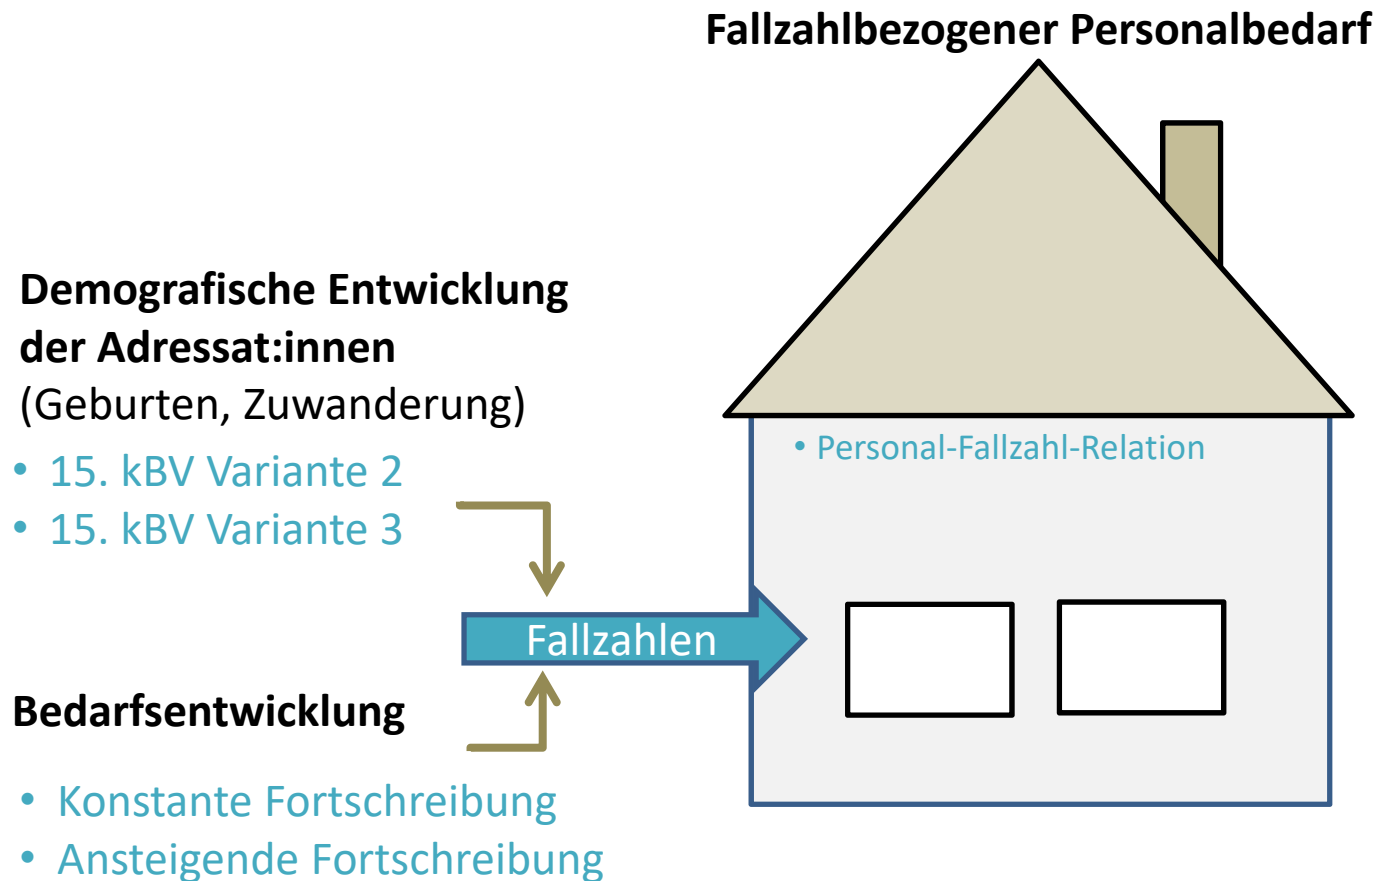 Fallzahlbezogener Personalbedarf
Demografische Entwicklung
der Adressat:innen
(Geburten, Zuwanderung)
• 15. kBV Variante 2
• 15. kBV Variante 3
• Personal-Fallzahl-Relation
Fallzahlen
Bedarfsentwicklung
• Konstante Fortschreibung
• Ansteigende Fortschreibung